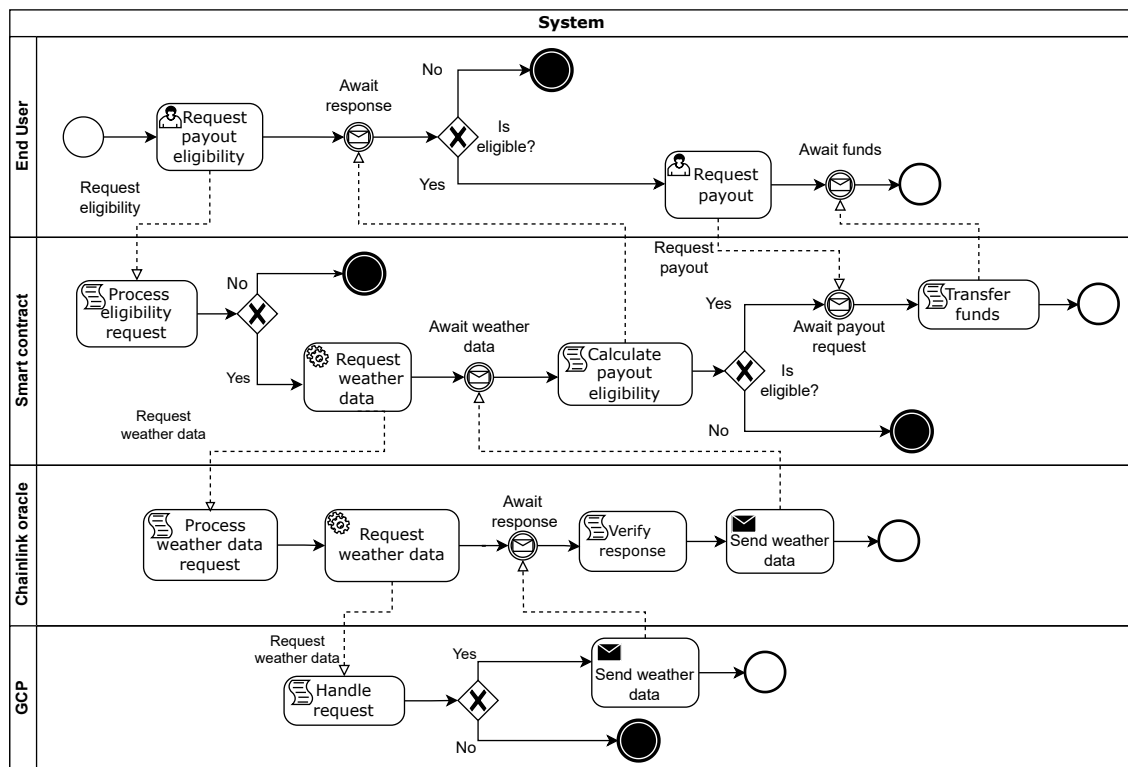 System
End User
No
Await
response
Request
payout
eligibility
Is
eligible?
Yes
Await funds
Request
payout
Request
eligibility
Smart contract
Request
payout
No
Process
eligibility
request
Yes
Transfer
funds
Await weather
data
Await payout
request
Request
weather
data
Calculate
payout
eligibility
Is
eligible?
Yes
No
Request
weather data
Chainlink oracle
Await
response
Process
weather data
request
Request
weather data
Verify
response
Send weather
data
GCP
Request
weather data
Yes
Send weather
data
Handle
request
No